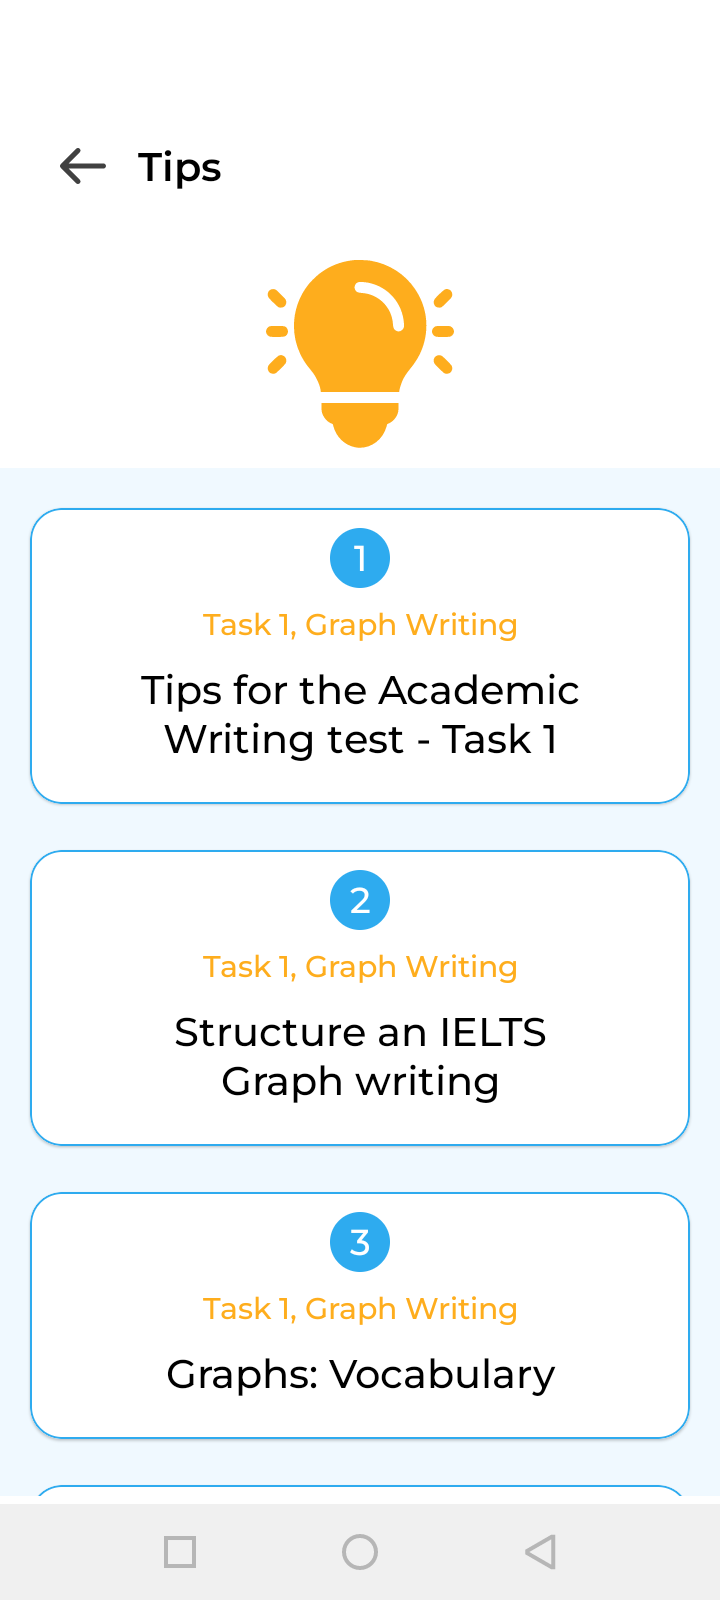 Tips
1
Task 1, Graph Writing
Tips for the Academic
Writing test - Task 1
2
Task 1, Graph Writing
Structure an IELTS
Graph writing
3
Task 1, Graph Writing
Graphs: Vocabulary